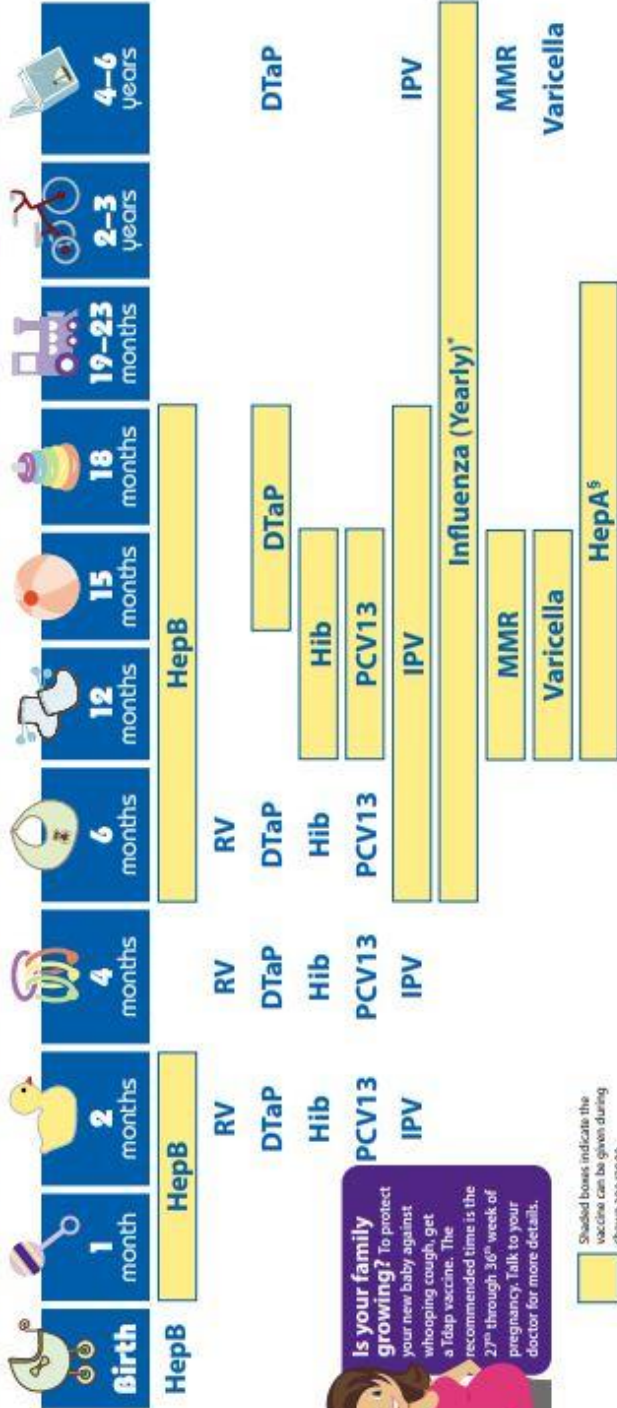 Birth
1
month
2
months
4
months
6
months
12
months
15
months
18
months
19–23
months
2–3
years
4–6
years
HepB
HepB
HepB
RV
RV
RV
DTaP
DTaP
DTaP
DTaP
DTaP
Hib
Hib
Hib
Hib
PCV13
PCV13
PCV13
PCV13
IPV
IPV
IPV
IPV
Influenza (Yearly)*
MMR
MMR
Varicella
Varicella
HepA§
Is your family
growing? To protect
your new baby against
whooping cough, get
a Tdap vaccine. The
recommended time is the
27th through 36th week of
pregnancy. Talk to your
doctor for more details.
Shaded boxes indicate the
vaccine can be given during